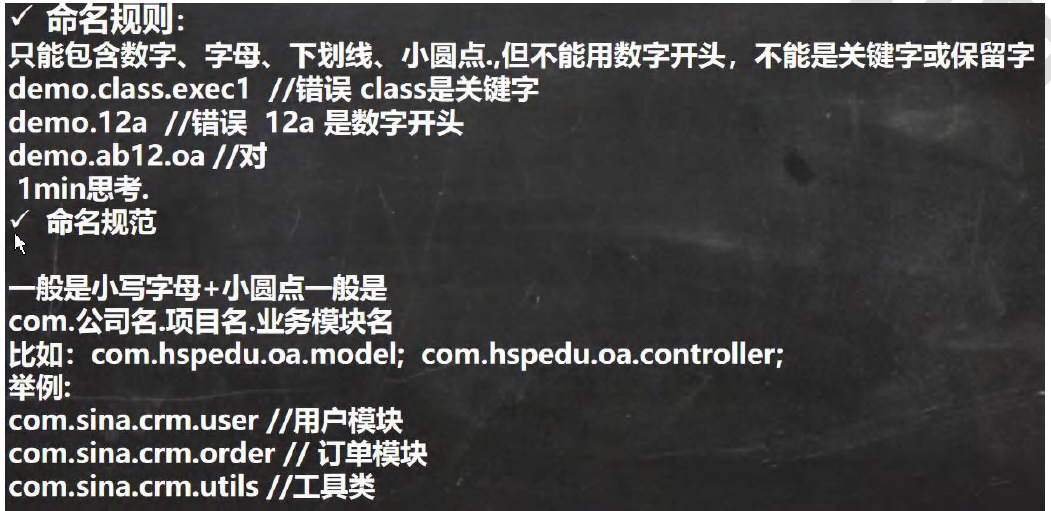 ✓ 命名规则：
只能包含数字、字母、下划线、小圆点.,但不能用数字开头，不能是关键字或保留字
demo.class.exec1 //错误 class是关键字
demo.12a //错误 12a 是数字开头
demo.ab12.oa //对
1min思考.
✓ 命名规范
一般是小写字母+小圆点一般是
com.公司名.项目名.业务模块名
比如：com.hspedu.oa.model; com.hspedu.oa.controller;
举例:
com.sina.crm.user //用户模块
com.sina.crm.order // 订单模块
com.sina.crm.utils //工具类